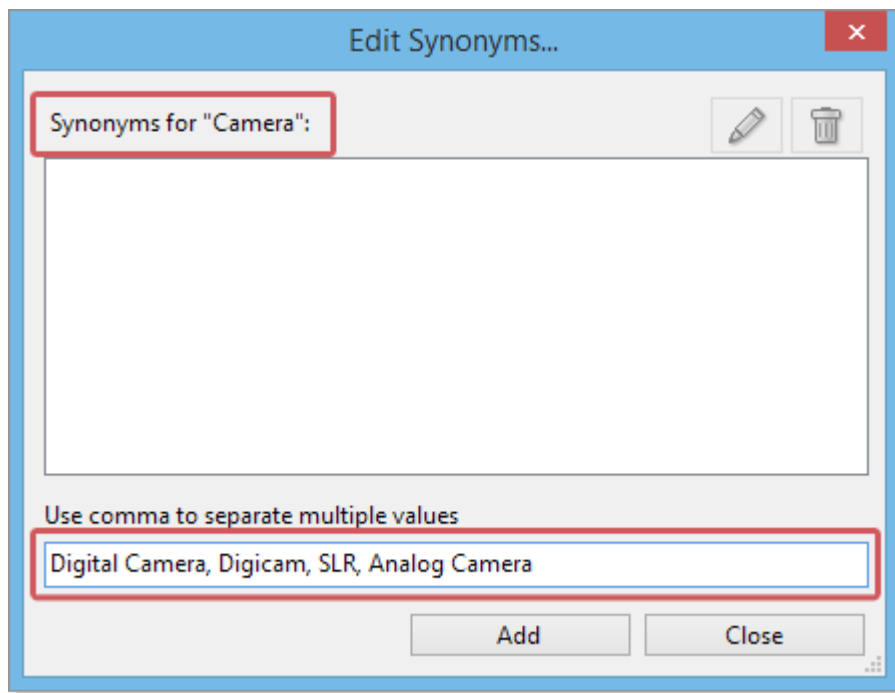 Edit Synonyms...
Synonyms for "Camera":
Use comma to separate multiple values
Digital Camera, Digicam, SLR, Analog Camera
Add Close